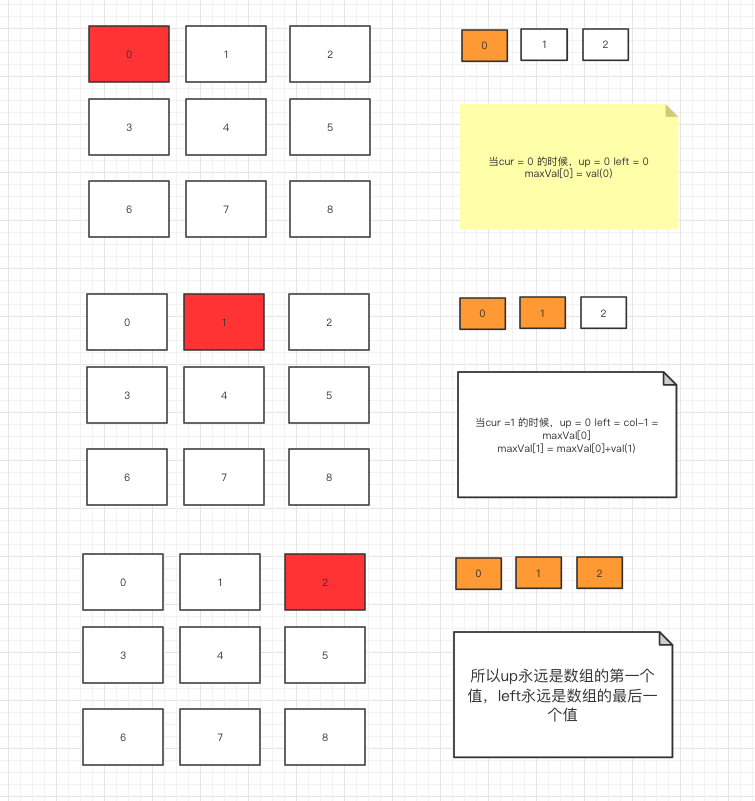 0 1 2
0 1 2
3 4 5
当cur = 0 的时候，up = 0 left = 0
maxVal[0] = val(0)
6 7 8
0 1 2
0 1 2
3 4 5
当cur =1 的时候，up = 0 left = col-1 =
maxVal[0]
maxVal[1] = maxVal[0]+val(1)
6 7 8
0 1 2
0 1 2
3 4 5
所以up永远是数组的第一个
值，left永远是数组的最后一
个值
6 7 8